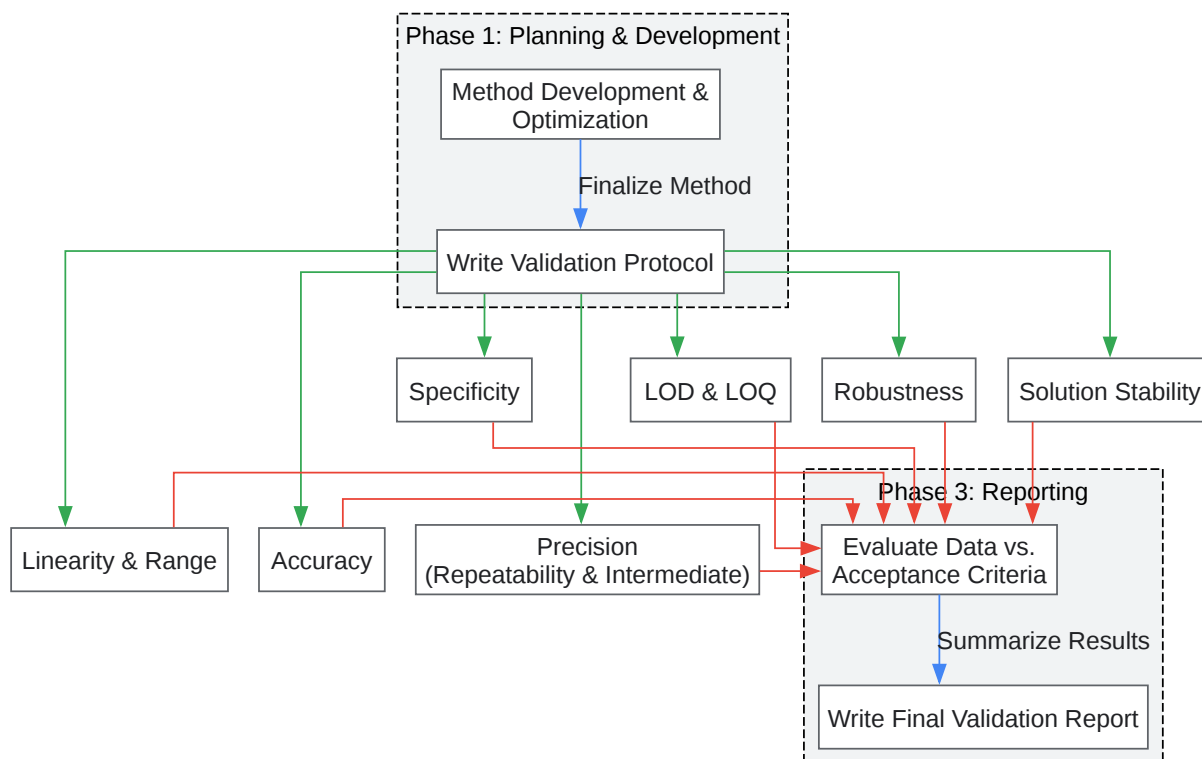 Phase 1: Planning & Development
Method Development &
Optimization
Finalize Method
Write Validation Protocol
Specificity
LOD & LOQ
Robustness
Solution Stability
Phase 3: Reporting
Linearity & Range
Accuracy
Precision
(Repeatability & Intermediate)
Evaluate Data vs.
Acceptance Criteria
Summarize Results
Write Final Validation Report